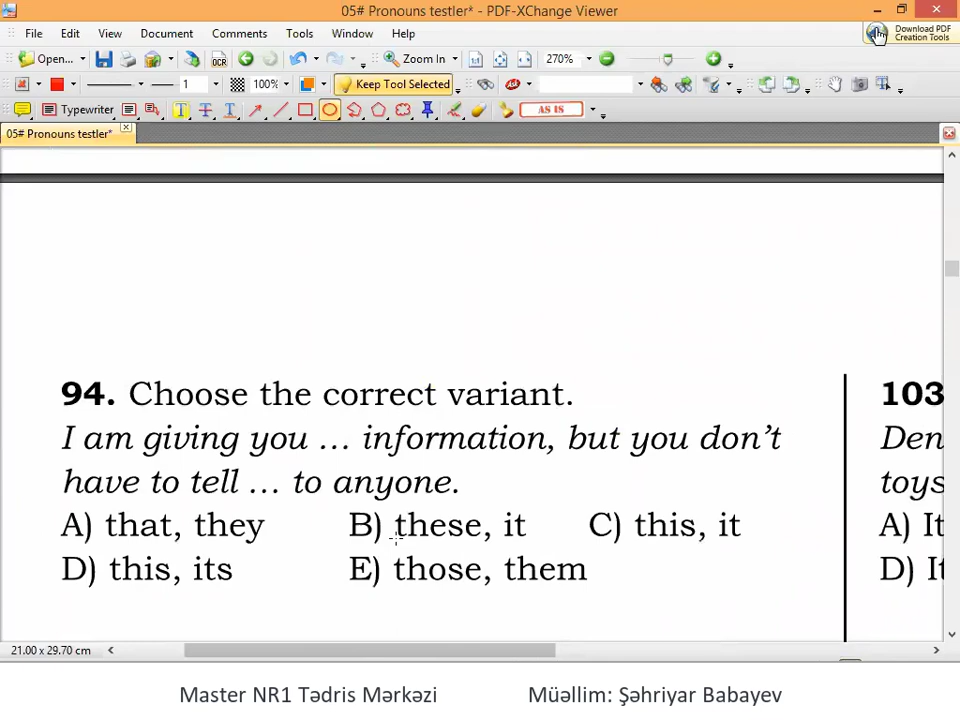 05# Pronouns testler* - PDF-XChange Viewer
File Edit View Document Comments Tools Window Help
Download PDF
Creation Tools
Open... OCR Zoom In 270%
1 100% Keep Tool Selected
Typewriter T T T AS IS
05# Pronouns testler*
94. Choose the correct variant.
I am giving you … information, but you don’t
have to tell … to anyone.
A) that, they B) these, it C) this, it
D) this, its E) those, them
103
Den
toys
A) It
D) It
21.00 x 29.70 cm
Master NR1 Tədris Mərkəzi Müəllim: Şəhriyar Babayev